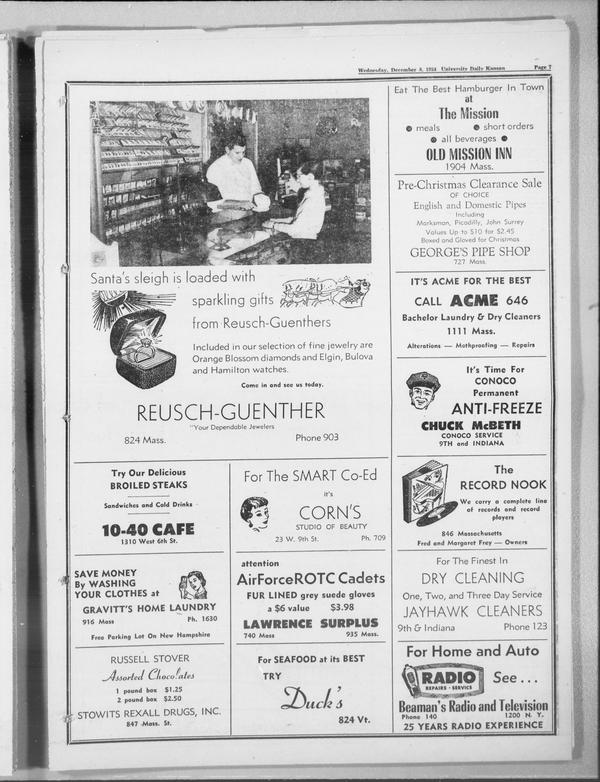 Wednesday, December 8, 1954 University Daily Kansan Page 7
Santa's sleigh is loaded with
sparkling gifts
from Reusch-Guenthers
Included in our selection of fine jewelry are
Orange Blossom diamonds and Elgin, Bulova
and Hamilton watches.
Come in and see us today.
REUSCH-GUENTHER
"Your Dependable Jewelers
824 Mass. Phone 903
Eat The Best Hamburger In Town
at
The Mission
● meals ● short orders
● all beverages ●
OLD MISSION INN
1904 Mass.
Pre-Christmas Clearance Sale
OF CHOICE
English and Domestic Pipes
Including
Marksman, Picadilly, John Surrey
Values Up to $10 for $2.45
Boxed and Gloved for Christmas
GEORGE'S PIPE SHOP
727 Mass.
IT'S ACME FOR THE BEST
CALL ACME 646
Bachelor Laundry & Dry Cleaners
1111 Mass.
Alterations — Mothproofing — Repairs
It's Time For
CONOCO
Permanent
ANTI-FREEZE
CHUCK McBETH
CONOCO SERVICE
9TH and INDIANA
Try Our Delicious
BROILED STEAKS
Sandwiches and Cold Drinks
10-40 CAFE
1310 West 6th St.
For The SMART Co-Ed
it's
CORN'S
STUDIO OF BEAUTY
23 W. 9th St. Ph. 709
The
RECORD NOOK
We carry a complete line
of records and record
players
846 Massachusetts
Fred and Margaret Frey — Owners
SAVE MONEY
By WASHING
YOUR CLOTHES at
GRAVITT'S HOME LAUNDRY
916 Mass Ph. 1630
Free Parking Lot On New Hampshire
attention
AirForceROTC Cadets
FUR LINED grey suede gloves
a $6 value $3.98
LAWRENCE SURPLUS
740 Mass 935 Mass.
For The Finest In
DRY CLEANING
One, Two, and Three Day Service
JAYHAWK CLEANERS
9th & Indiana Phone 123
RUSSELL STOVER
Assorted Chocolates
1 pound box $1.25
2 pound box $2.50
STOWITS REXALL DRUGS, INC.
847 Mass. St.
For SEAFOOD at its BEST
TRY
Duck's
824 Vt.
For Home and Auto
RADIO
REPAIRS - SERVICE
See . . .
Beaman's Radio and Television
Phone 140 1200 N. Y.
25 YEARS RADIO EXPERIENCE